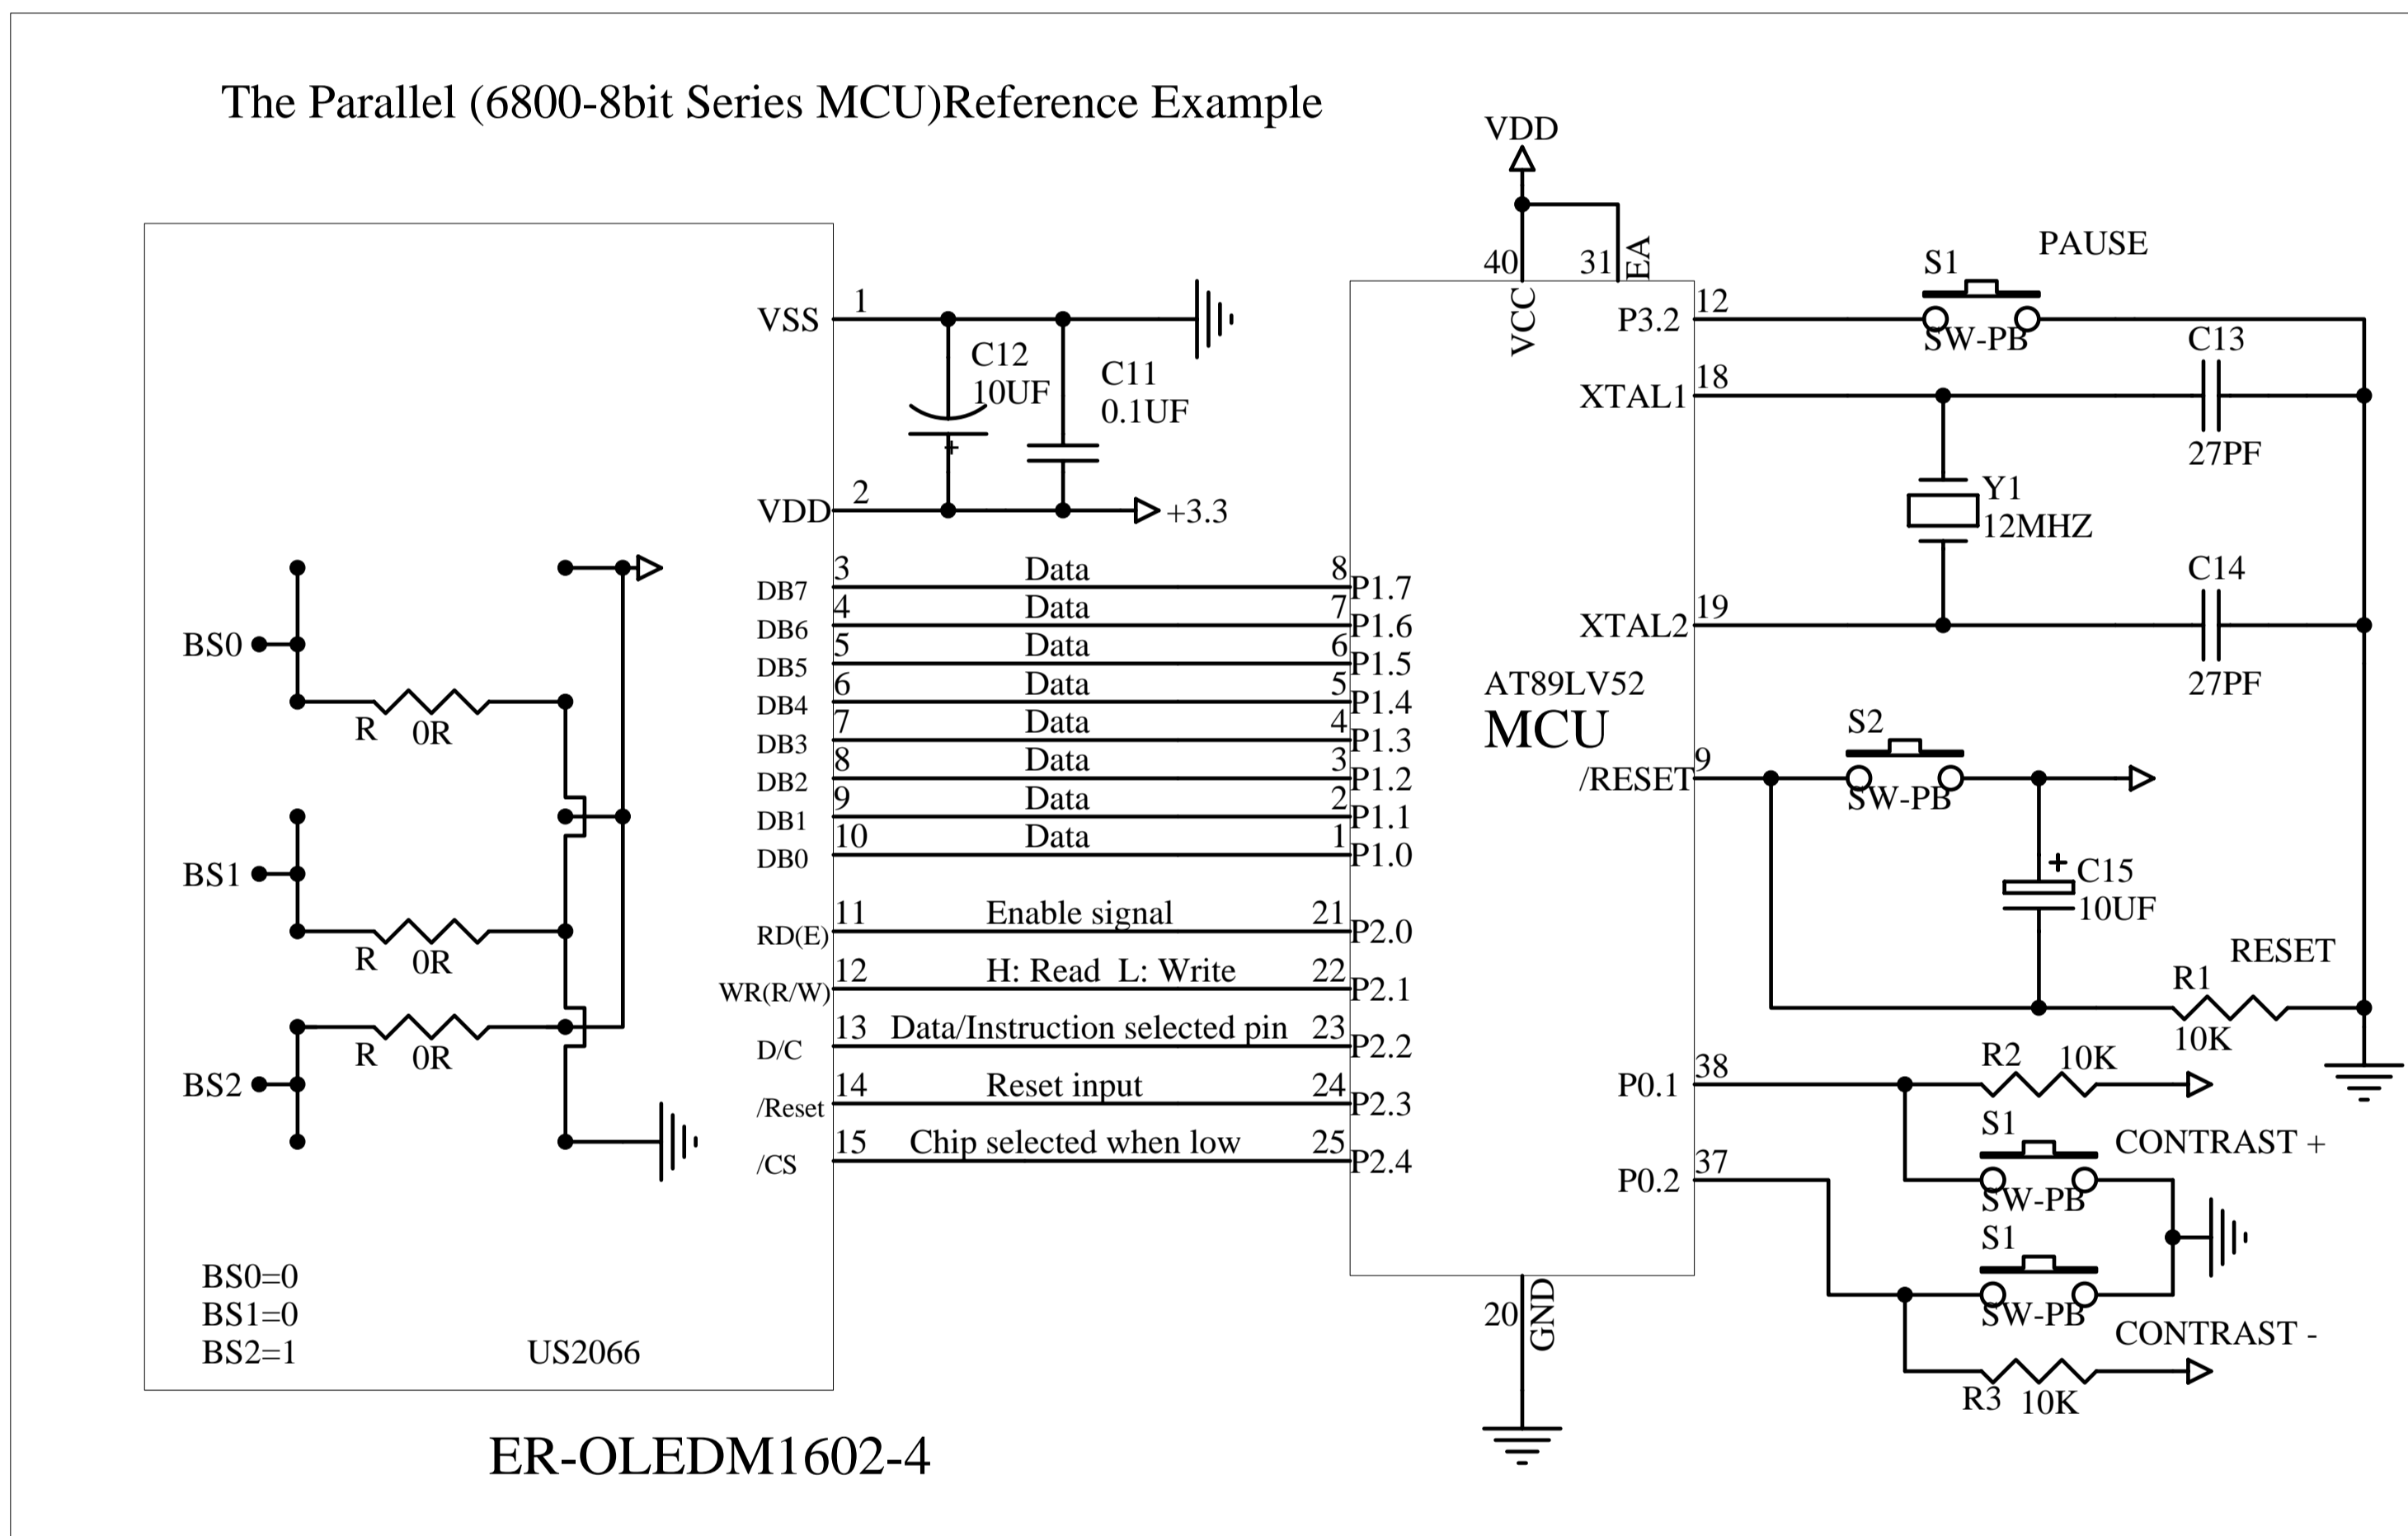 The Parallel (6800-8bit Series MCU)Reference Example
VSS
1
C12
10UF
C11
0.1UF
VDD
2
+3.3
BS0
R 0R
BS1
R 0R
R 0R
BS2
BS0=0
BS1=0
BS2=1
US2066
ER-OLEDM1602-4
DB7 3 Data 8 P1.7
DB6 4 Data 7 P1.6
DB5 5 Data 6 P1.5
DB4 6 Data 5 P1.4
DB3 7 Data 4 P1.3
DB2 8 Data 3 P1.2
DB1 9 Data 2 P1.1
DB0 10 Data 1 P1.0
RD(E) 11 Enable signal 21 P2.0
WR(R/W) 12 H: Read L: Write 22 P2.1
D/C 13 Data/Instruction selected pin 23 P2.2
/Reset 14 Reset input 24 P2.3
/CS 15 Chip selected when low 25 P2.4
VDD
40 31 EA
VCC
AT89LV52
MCU
20 GND
P3.2 12
S1
PAUSE
SW-PB
C13
27PF
XTAL1 18
Y1
12MHZ
XTAL2 19
C14
27PF
/RESET 9
S2
SW-PB
+
C15
10UF
RESET
R1
10K
P0.1 38
R2 10K
S1
CONTRAST +
SW-PB
P0.2 37
S1
SW-PB
CONTRAST -
R3 10K